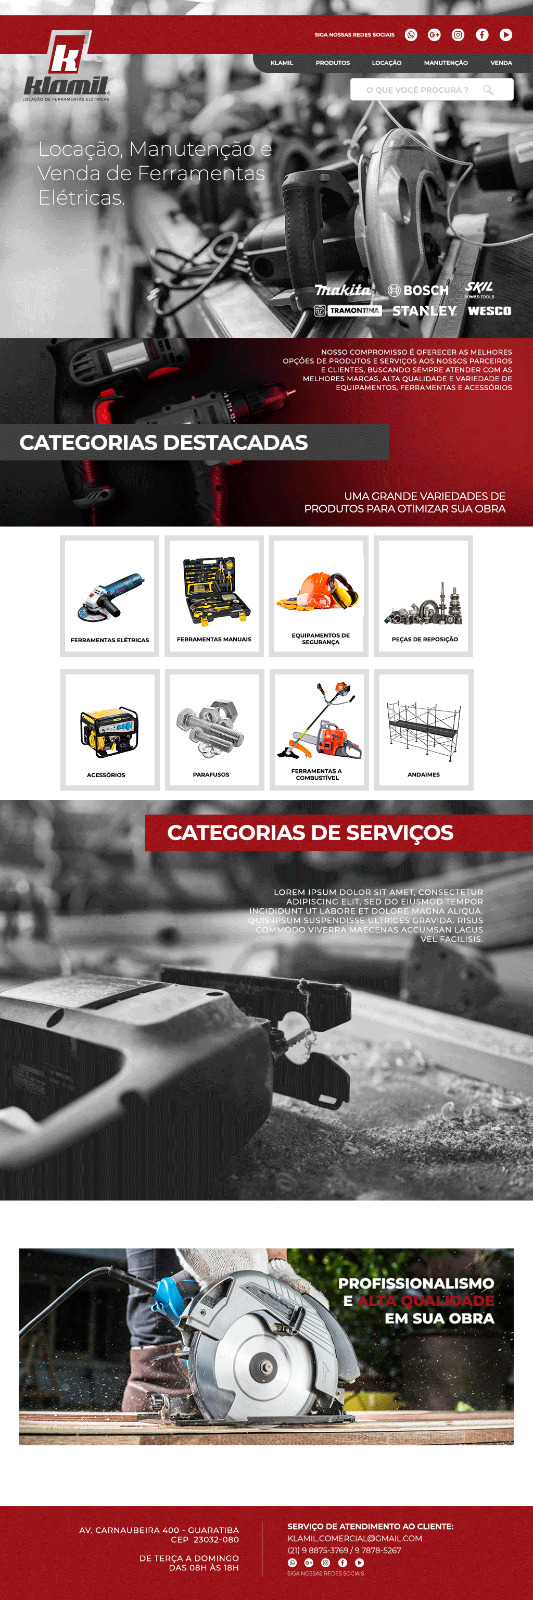 SIGA NOSSAS REDES SOCIAIS
k
klamil
LOCAÇÃO DE FERRAMENTAS ELÉTRICAS
KLAMIL PRODUTOS LOCAÇÃO MANUTENÇÃO VENDA
O QUE VOCÊ PROCURA ?
Locação, Manutenção e
Venda de Ferramentas
Elétricas.
makita BOSCH SKIL
POWER TOOLS
TRAMONTINA STANLEY WESCO
NOSSO COMPROMISSO É OFERECER AS MELHORES
OPÇÕES DE PRODUTOS E SERVIÇOS AOS NOSSOS PARCEIROS
E CLIENTES, BUSCANDO SEMPRE ATENDER COM AS
MELHORES MARCAS, ALTA QUALIDADE E VARIEDADE DE
EQUIPAMENTOS, FERRAMENTAS E ACESSÓRIOS
CATEGORIAS DESTACADAS
UMA GRANDE VARIEDADES DE
PRODUTOS PARA OTIMIZAR SUA OBRA
FERRAMENTAS ELÉTRICAS
FERRAMENTAS MANUAIS
EQUIPAMENTOS DE
SEGURANÇA
PEÇAS DE REPOSIÇÃO
ACESSÓRIOS
PARAFUSOS
FERRAMENTAS A
COMBUSTÍVEL
ANDAIMES
CATEGORIAS DE SERVIÇOS
LOREM IPSUM DOLOR SIT AMET, CONSECTETUR
ADIPISCING ELIT, SED DO EIUSMOD TEMPOR
INCIDIDUNT UT LABORE ET DOLORE MAGNA ALIQUA.
QUIS IPSUM SUSPENDISSE ULTRICES GRAVIDA. RISUS
COMMODO VIVERRA MAECENAS ACCUMSAN LACUS
VEL FACILISIS.
PROFISSIONALISMO
E ALTA QUALIDADE
EM SUA OBRA
AV. CARNAUBEIRA 400 - GUARATIBA
CEP 23032-080
DE TERÇA A DOMINGO
DAS 08H ÀS 18H
SERVIÇO DE ATENDIMENTO AO CLIENTE:
KLAMIL.COMERCIAL@GMAIL.COM
(21) 9 8875-3769 / 9 7878-5267
SIGA NOSSAS REDES SOCIAIS